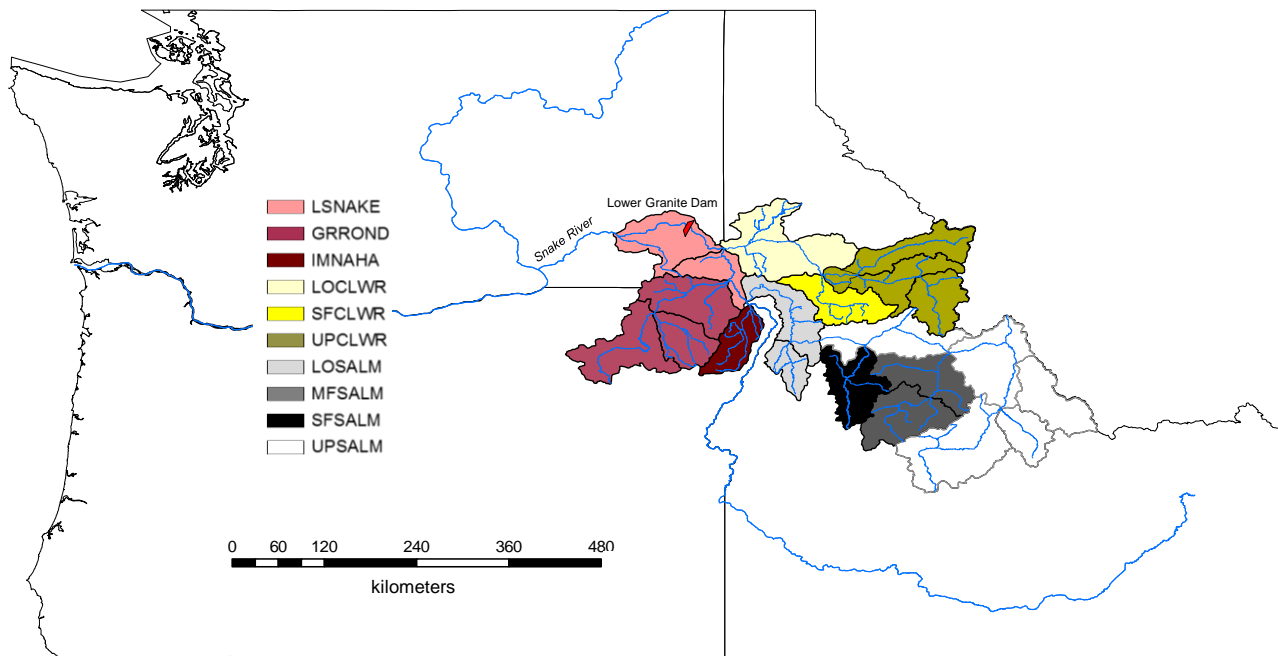 Lower Granite Dam
Snake River
LSNAKE
GRROND
IMNAHA
LOCLWR
SFCLWR
UPCLWR
LOSALM
MFSALM
SFSALM
UPSALM
0 60 120 240 360 480
kilometers